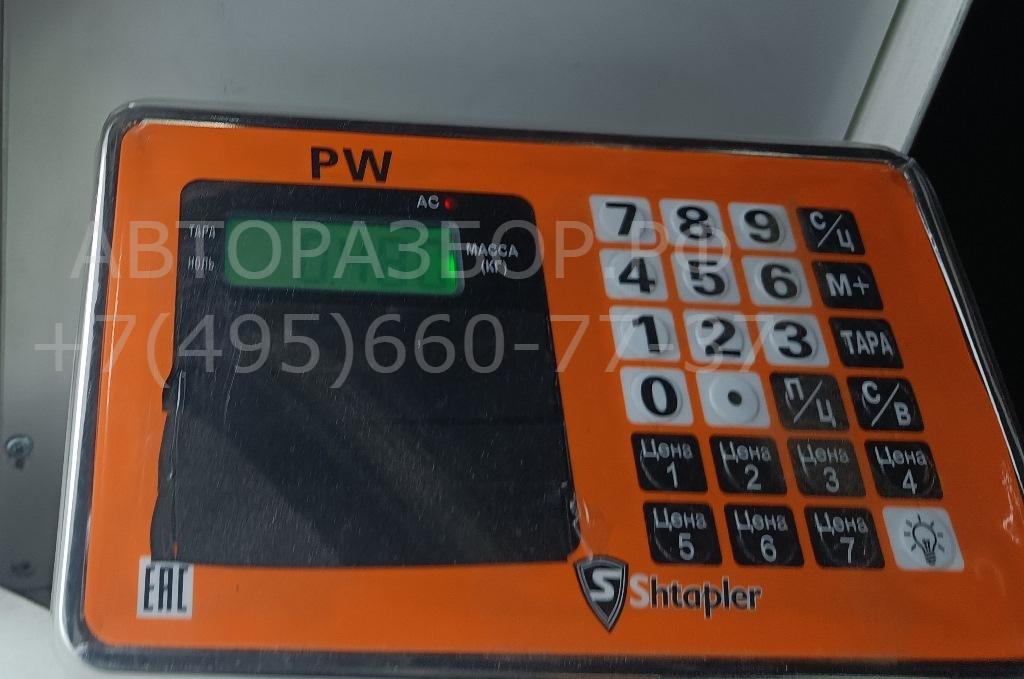 PW
AC
ТАРА
НОЛЬ
МАССА
(КГ)
7 8 9 С/Ц
4 5 6 М+
1 2 3 ТАРА
0 • П/Ц С/В
Цена 1 Цена 2 Цена 3 Цена 4
Цена 5 Цена 6 Цена 7
EAC
S Shtapler
АВТОРАЗБОР.РФ
+7(495)660-77-37